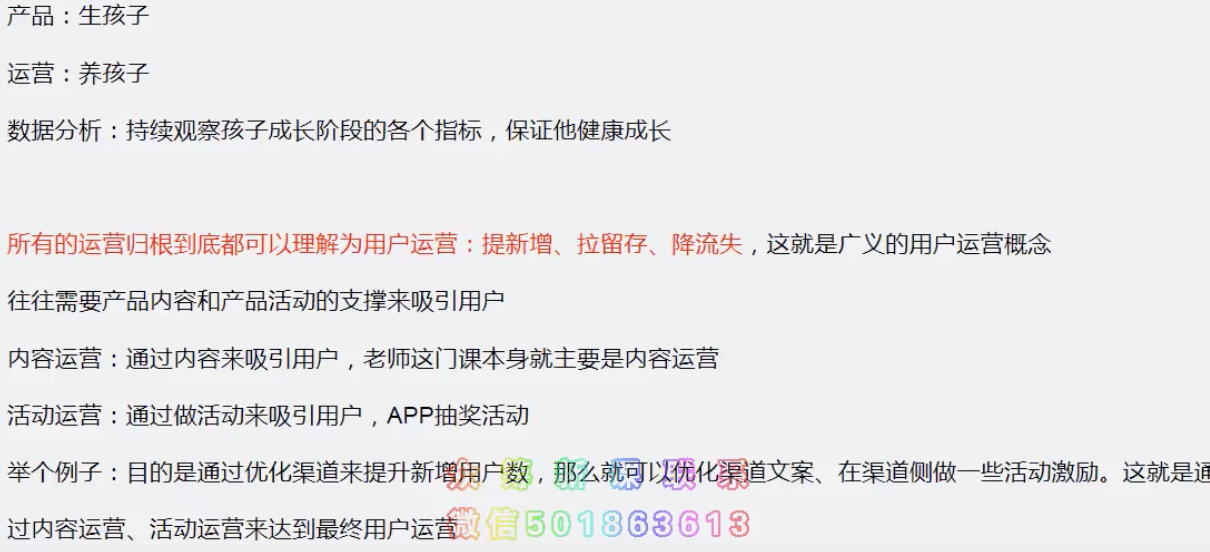 产品：生孩子
运营：养孩子
数据分析：持续观察孩子成长阶段的各个指标，保证他健康成长
所有的运营归根到底都可以理解为用户运营：提新增、拉留存、降流失，这就是广义的用户运营概念
往往需要产品内容和产品活动的支撑来吸引用户
内容运营：通过内容来吸引用户，老师这门课本身就主要是内容运营
活动运营：通过做活动来吸引用户，APP抽奖活动
举个例子：目的是通过优化渠道来提升新增用户数，那么就可以优化渠道文案、在渠道侧做一些活动激励。这就是通
过内容运营、活动运营来达到最终用户运营
微信501863613